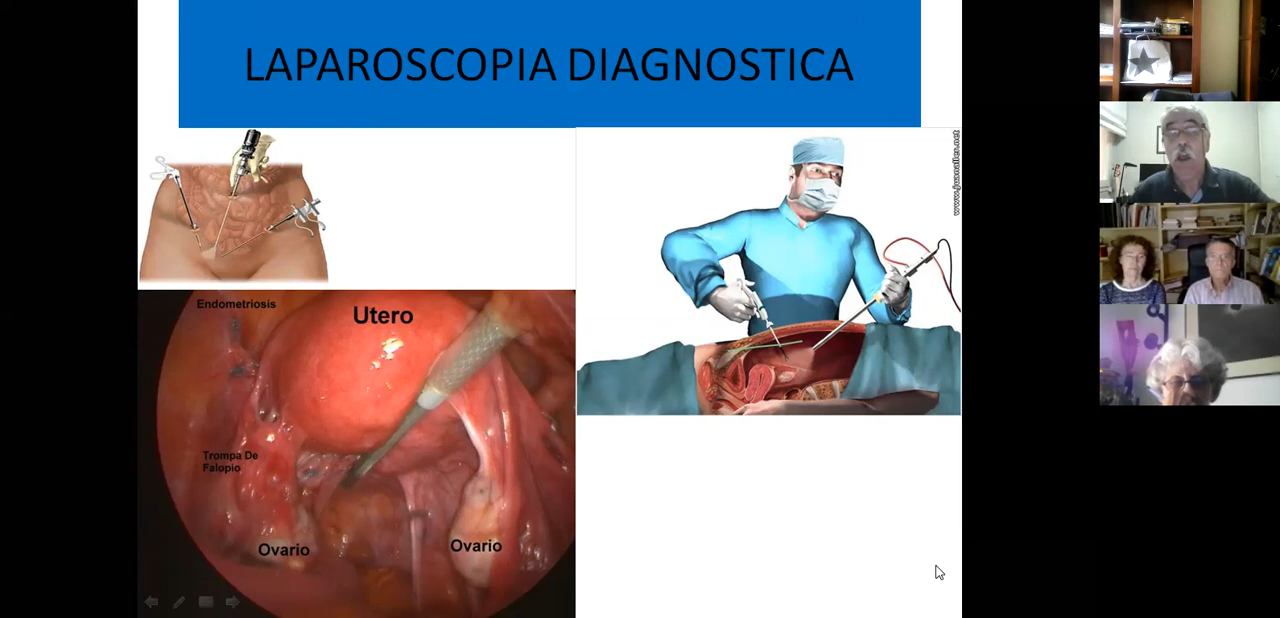 LAPAROSCOPIA DIAGNOSTICA
Endometriosis
Utero
Trompa De
Falopio
Ovario
Ovario